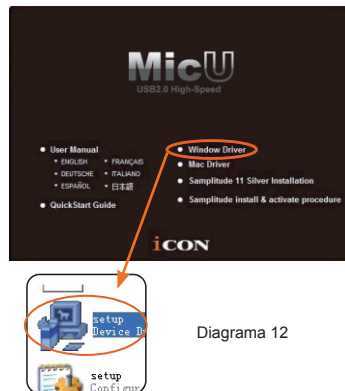 MicU
USB2.0 High-Speed
User Manual
ENGLISH
FRANÇAIS
DEUTSCHE
ITALIANO
ESPAÑOL
日本語
QuickStart Guide
Window Driver
Mac Driver
Samplitude 11 Silver Installation
Samplitude install & activate procedure
iCON
setup
Device D
setup
Configur
Diagrama 12